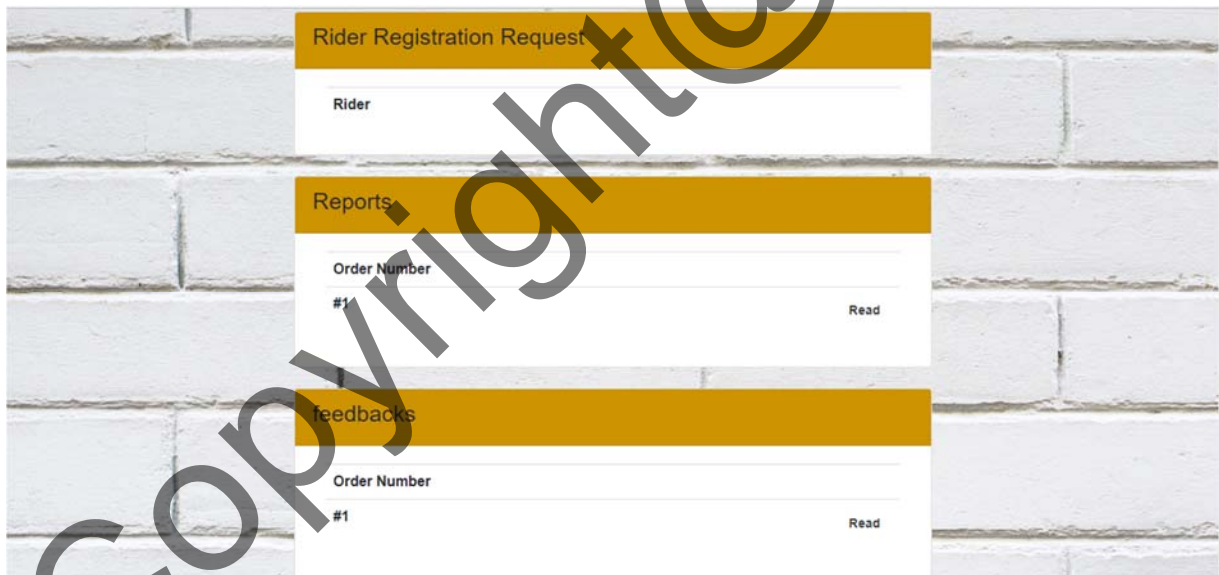 Rider Registration Request
Rider
Reports
Order Number
#1
Read
feedbacks
Order Number
#1
Read
Copyright@